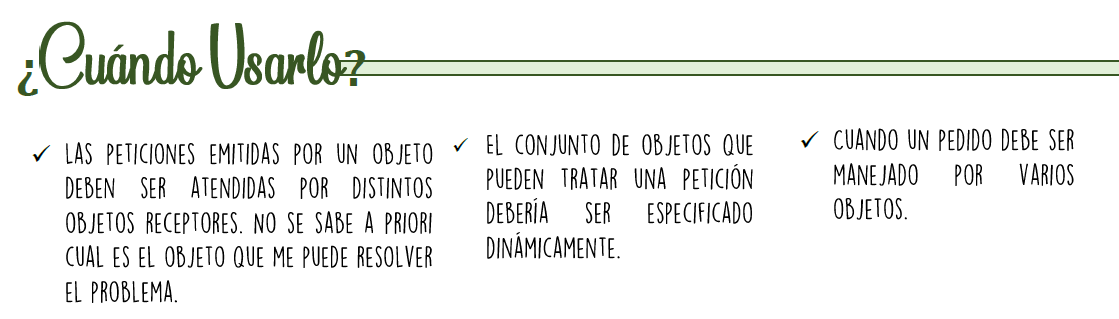 ¿Cuándo Usarlo?
✓ LAS PETICIONES EMITIDAS POR UN OBJETO
DEBEN SER ATENDIDAS POR DISTINTOS
OBJETOS RECEPTORES. NO SE SABE A PRIORI
CUAL ES EL OBJETO QUE ME PUEDE RESOLVER
EL PROBLEMA.
✓ EL CONJUNTO DE OBJETOS QUE
PUEDEN TRATAR UNA PETICIÓN
DEBERÍA SER ESPECIFICADO
DINÁMICAMENTE.
✓ CUANDO UN PEDIDO DEBE SER
MANEJADO POR VARIOS
OBJETOS.